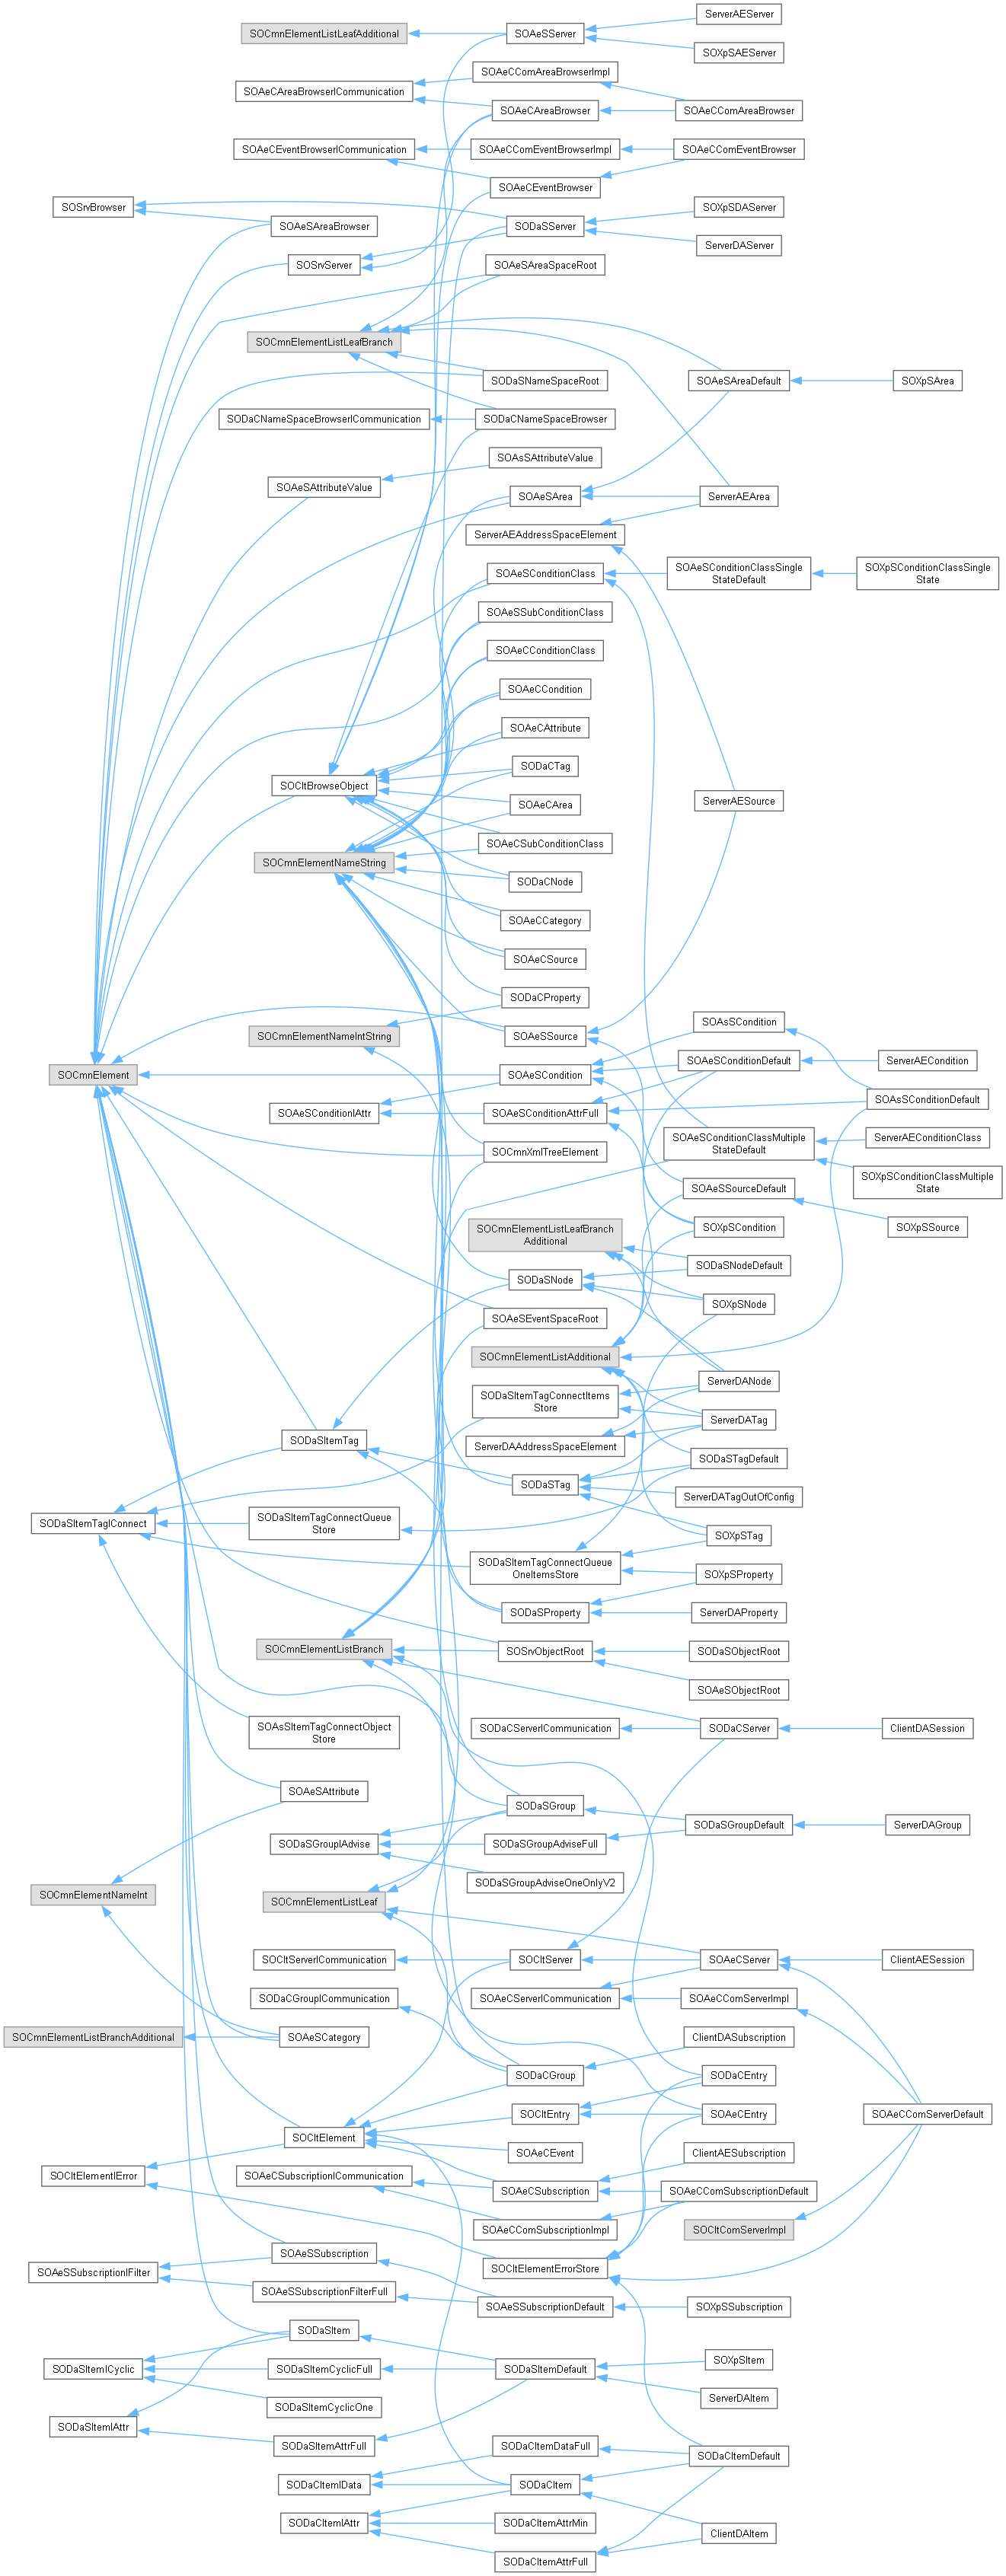 ServerAEServer
SOCmnElementListLeafAdditional
SOAeSServer
SOXpSAEServer
SOAeCComAreaBrowserImpl
SOAeCAreaBrowserICommunication
SOAeCAreaBrowser
SOAeCComAreaBrowser
SOAeCEventBrowserICommunication
SOAeCComEventBrowserImpl
SOAeCComEventBrowser
SOAeCEventBrowser
SOSrvBrowser
SOXpSDAServer
SOAeSAreaBrowser
SODaSServer
ServerDAServer
SOSrvServer
SOAeSAreaSpaceRoot
SOCmnElementListLeafBranch
SODaSNameSpaceRoot
SOAeSAreaDefault
SOXpSArea
SODaCNameSpaceBrowserICommunication
SODaCNameSpaceBrowser
SOAsSAttributeValue
SOAeSAttributeValue
SOAeSArea
ServerAEArea
ServerAEAddressSpaceElement
SOAeSConditionClass
SOAeSConditionClassSingle
StateDefault
SOXpSConditionClassSingle
State
SOAeSSubConditionClass
SOAeCConditionClass
SOAeCCondition
SOAeCAttribute
SODaCTag
SOCltBrowseObject
SOAeCArea
ServerAESource
SOAeCSubConditionClass
SOCmnElementNameString
SODaCNode
SOAeCCategory
SOAeCSource
SODaCProperty
SOCmnElementNameIntString
SOAeSSource
SOAsSCondition
SOCmnElement
SOAeSCondition
SOAeSConditionDefault
ServerAECondition
SOAeSConditionIAttr
SOAeSConditionAttrFull
SOAsSConditionDefault
SOCmnXmlTreeElement
SOAeSConditionClassMultiple
StateDefault
ServerAEConditionClass
SOXpSConditionClassMultiple
State
SOAeSSourceDefault
SOXpSCondition
SOXpSSource
SOCmnElementListLeafBranch
Additional
SODaSNodeDefault
SODaSNode
SOXpSNode
SOAeSEventSpaceRoot
SOCmnElementListAdditional
ServerDANode
SODaSItemTagConnectItems
Store
ServerDATag
SODaSItemTag
ServerDAAddressSpaceElement
SODaSTagDefault
SODaSTag
ServerDATagOutOfConfig
SODaSItemTagIConnect
SODaSItemTagConnectQueue
Store
SOXpSTag
SODaSItemTagConnectQueue
OneItemsStore
SOXpSProperty
SODaSProperty
ServerDAProperty
SOCmnElementListBranch
SOSrvObjectRoot
SODaSObjectRoot
SOAeSObjectRoot
SOAsSItemTagConnectObject
Store
SODaCServerICommunication
SODaCServer
ClientDASession
SOAeSAttribute
SODaSGroup
SODaSGroupIAdvise
SODaSGroupAdviseFull
SODaSGroupDefault
ServerDAGroup
SODaSGroupAdviseOneOnlyV2
SOCmnElementNameInt
SOCmnElementListLeaf
SOCltServerICommunication
SOCltServer
SOAeCServer
ClientAESession
SODaCGroupICommunication
SOAeCServerICommunication
SOAeCComServerImpl
SOCmnElementListBranchAdditional
SOAeSCategory
ClientDASubscription
SODaCGroup
SODaCEntry
SOCltEntry
SOAeCEntry
SOAeCComServerDefault
SOCltElement
SOAeCEvent
ClientAESubscription
SOCltElementIError
SOAeCSubscriptionICommunication
SOAeCSubscription
SOAeCComSubscriptionDefault
SOAeCComSubscriptionImpl
SOCltComServerImpl
SOAeSSubscription
SOCltElementErrorStore
SOAeSSubscriptionIFilter
SOAeSSubscriptionFilterFull
SOAeSSubscriptionDefault
SOXpSSubscription
SODaSItem
SODaSItemICyclic
SODaSItemCyclicFull
SODaSItemDefault
SOXpSItem
SODaSItemCyclicOne
ServerDAItem
SODaSItemIAttr
SODaSItemAttrFull
SODaCItemDataFull
SODaCItemDefault
SODaCItemIData
SODaCItem
SODaCItemIAttr
SODaCItemAttrMin
ClientDAItem
SODaCItemAttrFull